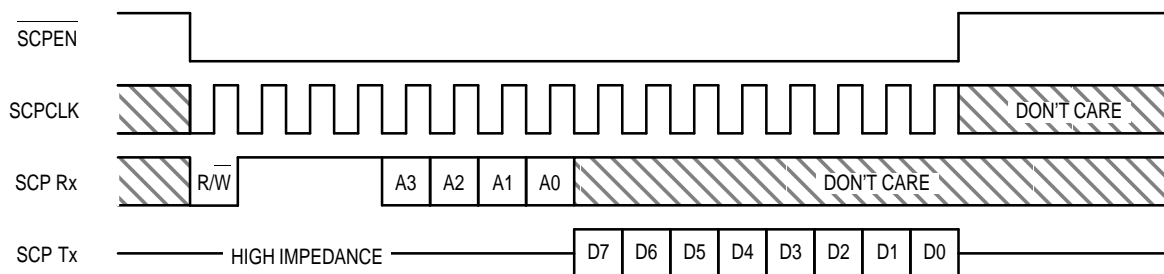 SCPEN
SCPCLK
DON'T CARE
SCP Rx
R/W
A3
A2
A1
A0
DON'T CARE
SCP Tx
HIGH IMPEDANCE
D7
D6
D5
D4
D3
D2
D1
D0